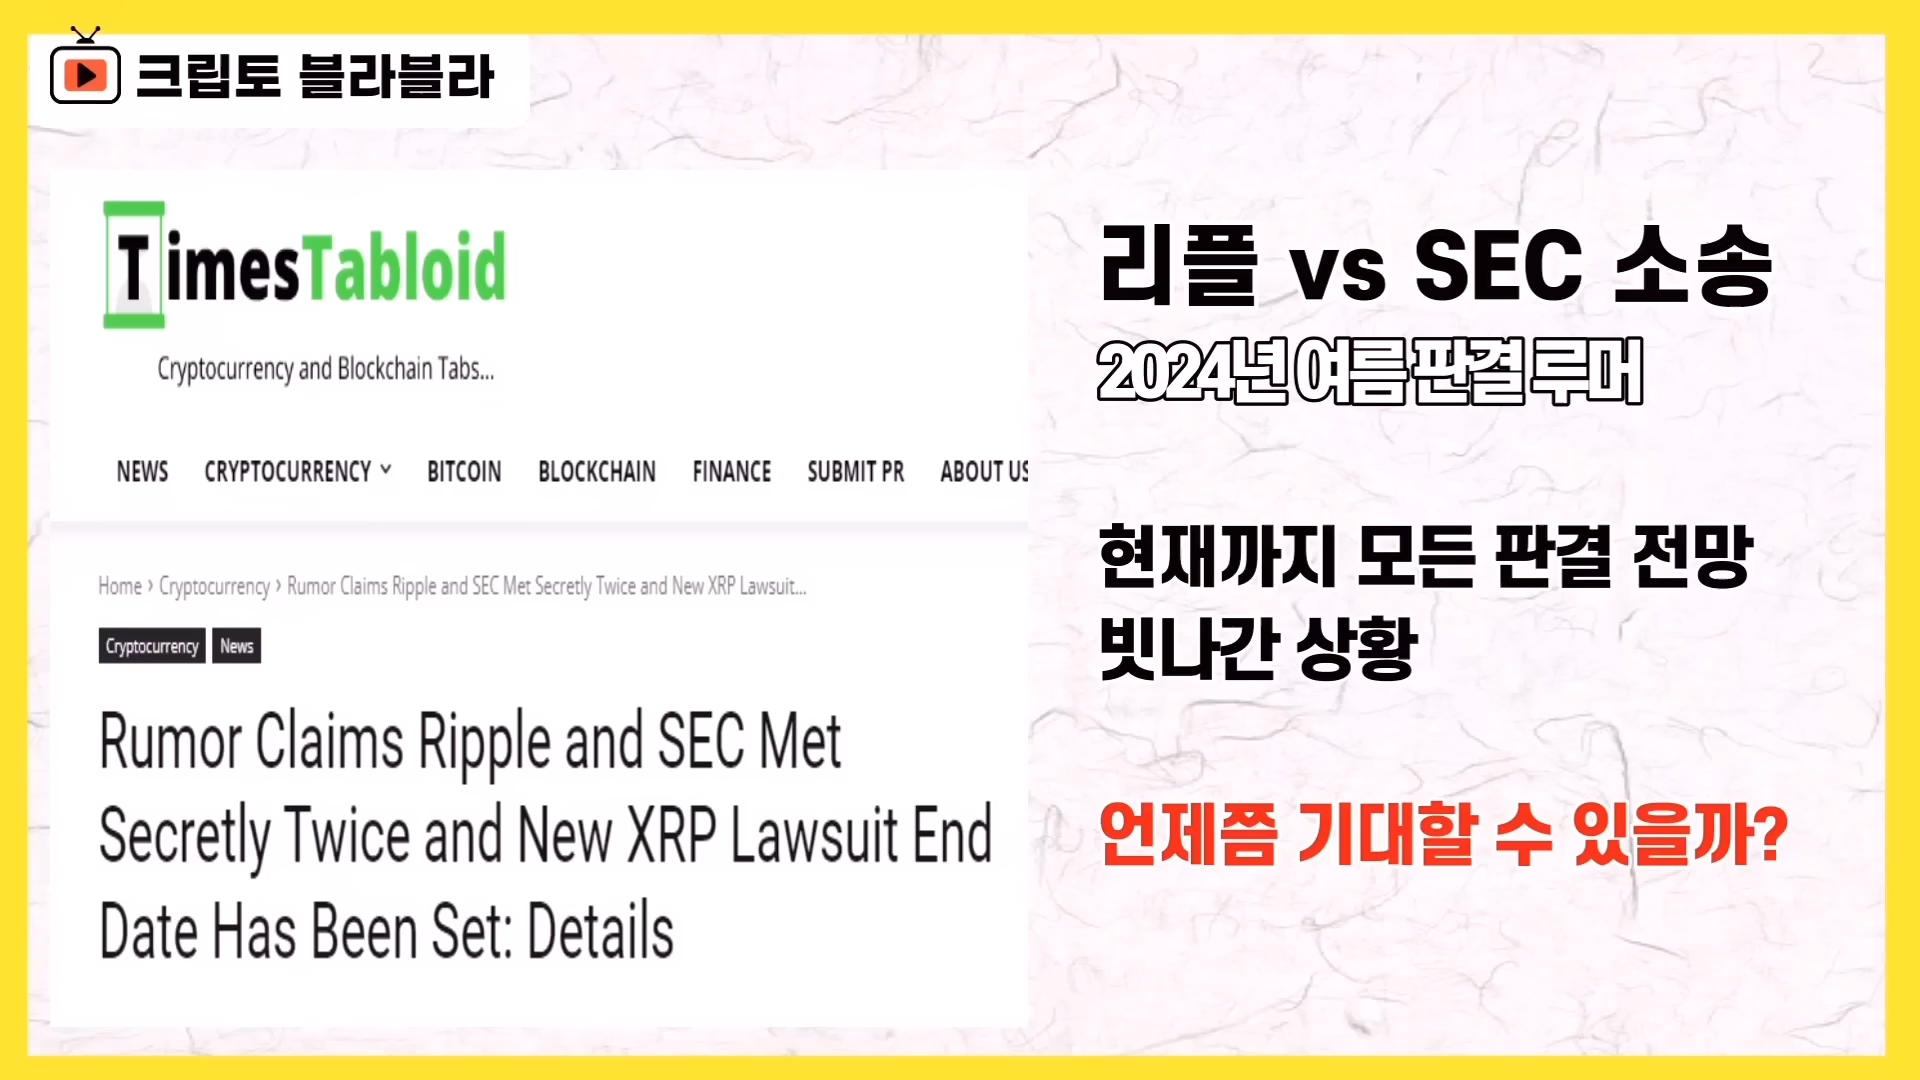 크립토 블라블라
TimesTabloid
Cryptocurrency and Blockchain Tabs...
NEWS CRYPTOCURRENCY BITCOIN BLOCKCHAIN FINANCE SUBMIT PR ABOUT US
Home › Cryptocurrency › Rumor Claims Ripple and SEC Met Secretly Twice and New XRP Lawsuit...
Cryptocurrency News
Rumor Claims Ripple and SEC Met
Secretly Twice and New XRP Lawsuit End
Date Has Been Set: Details
리플 vs SEC 소송
2024년 여름 판결 루머
현재까지 모든 판결 전망
빗나간 상황
언제쯤 기대할 수 있을까?